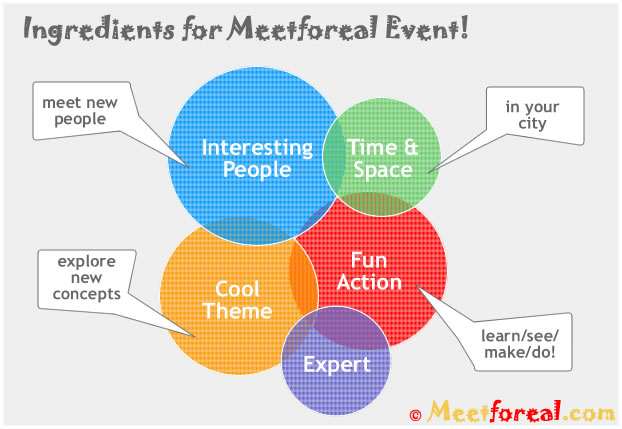 Ingredients for Meetforeal Event!
meet new
people
Interesting
People
Time &
Space
in your
city
explore
new
concepts
Cool
Theme
Fun
Action
Expert
learn/see/
make/do!
© Meetforeal.com